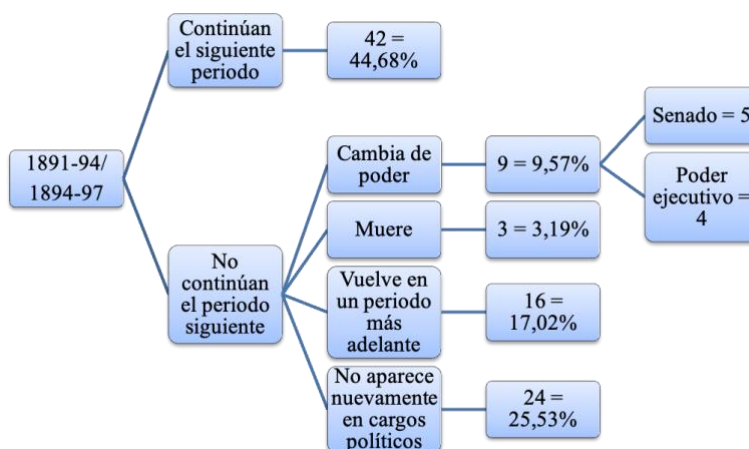 1891-94/
1894-97
Continúan
el siguiente
periodo
42 =
44,68%
No
continúan
el periodo
siguiente
Cambia de
poder
9 = 9,57%
Senado = 5
Poder
ejecutivo =
4
Muere
3 = 3,19%
Vuelve en
un periodo
más
adelante
16 =
17,02%
No aparece
nuevamente
en cargos
políticos
24 =
25,53%